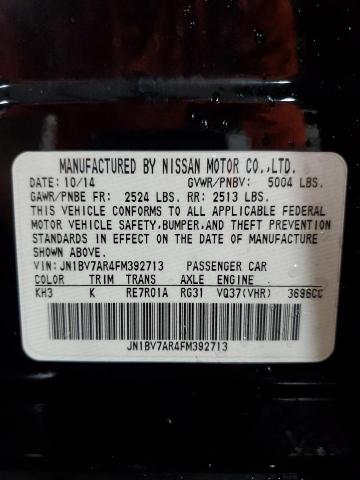 MANUFACTURED BY NISSAN MOTOR CO.,LTD.
DATE: 10/14 GVWR/PNBV: 5004 LBS.
GAWR/PNBE FR: 2524 LBS. RR: 2513 LBS.
THIS VEHICLE CONFORMS TO ALL APPLICABLE FEDERAL
MOTOR VEHICLE SAFETY, BUMPER, AND THEFT PREVENTION
STANDARDS IN EFFECT ON THE DATE OF MANUFACTURE
SHOWN ABOVE.
VIN: JN1BV7AR4FM392713 PASSENGER CAR
COLOR TRIM TRANS AXLE ENGINE
KH3 K RE7R01A RG31 VQ37(VHR) 3696CC
JN1BV7AR4FM392713